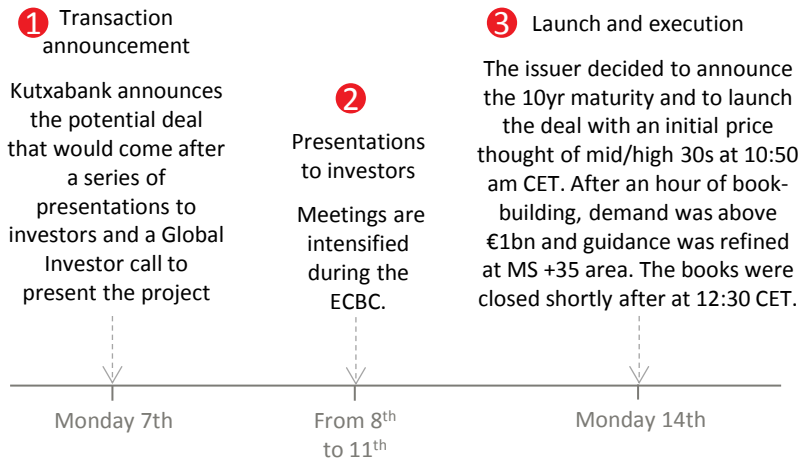 1 Transaction
announcement
Kutxabank announces
the potential deal
that would come after
a series of
presentations to
investors and a Global
Investor call to
present the project
2
Presentations
to investors
Meetings are
intensified
during the
ECBC.
3 Launch and execution
The issuer decided to announce
the 10yr maturity and to launch
the deal with an initial price
thought of mid/high 30s at 10:50
am CET. After an hour of book-
building, demand was above
€1bn and guidance was refined
at MS +35 area. The books were
closed shortly after at 12:30 CET.
Monday 7th
From 8th
to 11th
Monday 14th